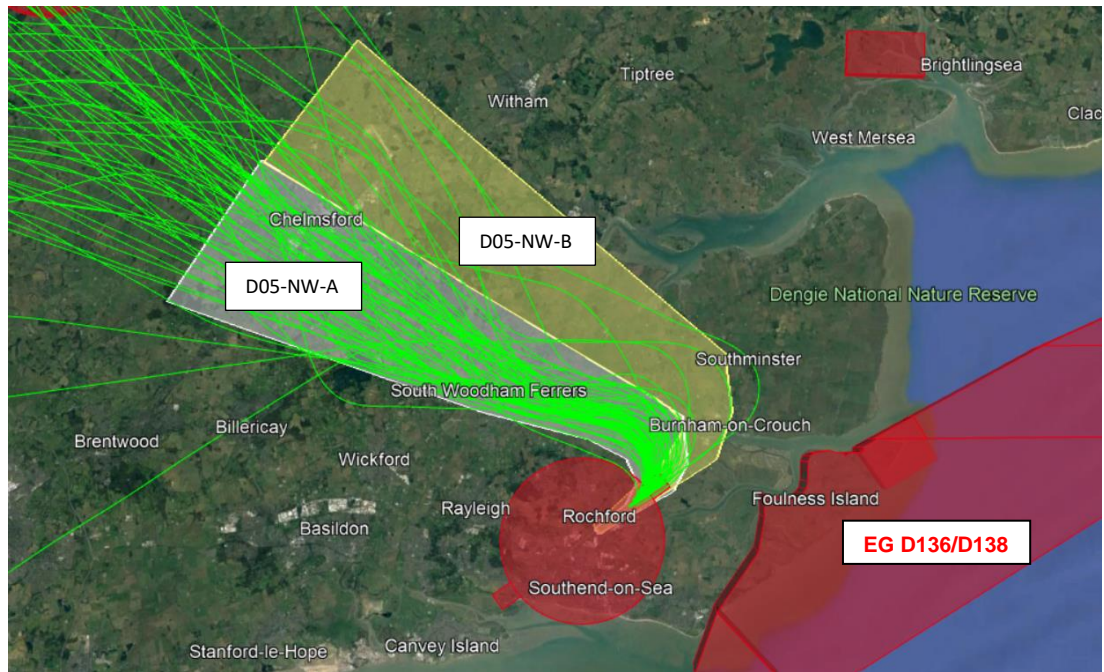 Tiptree
Brightlingsea
Witham
Clac
West Mersea
Chelmsford
D05-NW-B
D05-NW-A
Dengie National Nature Reserve
Southminster
South Woodham Ferrers
Burnham-on-Crouch
Billericay
Brentwood
Wickford
Foulness Island
Rayleigh
Rochford
Basildon
EG D136/D138
Southend-on-Sea
Canvey Island
Stanford-le-Hope